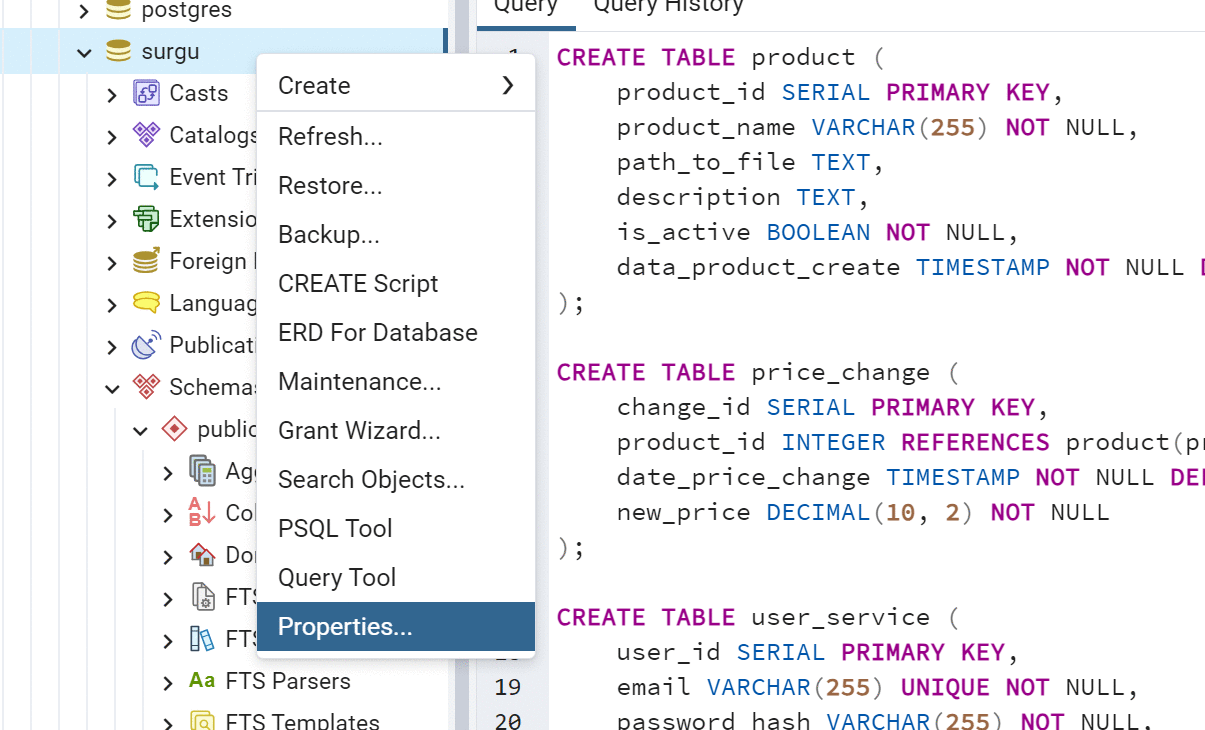 postgres
surgu
Casts
Catalogs
Event Tri
Extensio
Foreign
Languag
Publicati
Schemas
public
Agg
Col
Do
FTS
FTS
Aa FTS Parsers
FTS Templates
Create
Refresh...
Restore...
Backup...
CREATE Script
ERD For Database
Maintenance...
Grant Wizard...
Search Objects...
PSQL Tool
Query Tool
Properties...
Query Query History
1 CREATE TABLE product (
product_id SERIAL PRIMARY KEY,
product_name VARCHAR(255) NOT NULL,
path_to_file TEXT,
description TEXT,
is_active BOOLEAN NOT NULL,
data_product_create TIMESTAMP NOT NULL D
);
CREATE TABLE price_change (
change_id SERIAL PRIMARY KEY,
product_id INTEGER REFERENCES product(pr
date_price_change TIMESTAMP NOT NULL DEF
new_price DECIMAL(10, 2) NOT NULL
);
CREATE TABLE user_service (
user_id SERIAL PRIMARY KEY,
19 email VARCHAR(255) UNIQUE NOT NULL,
20 password_hash VARCHAR(255) NOT NULL,